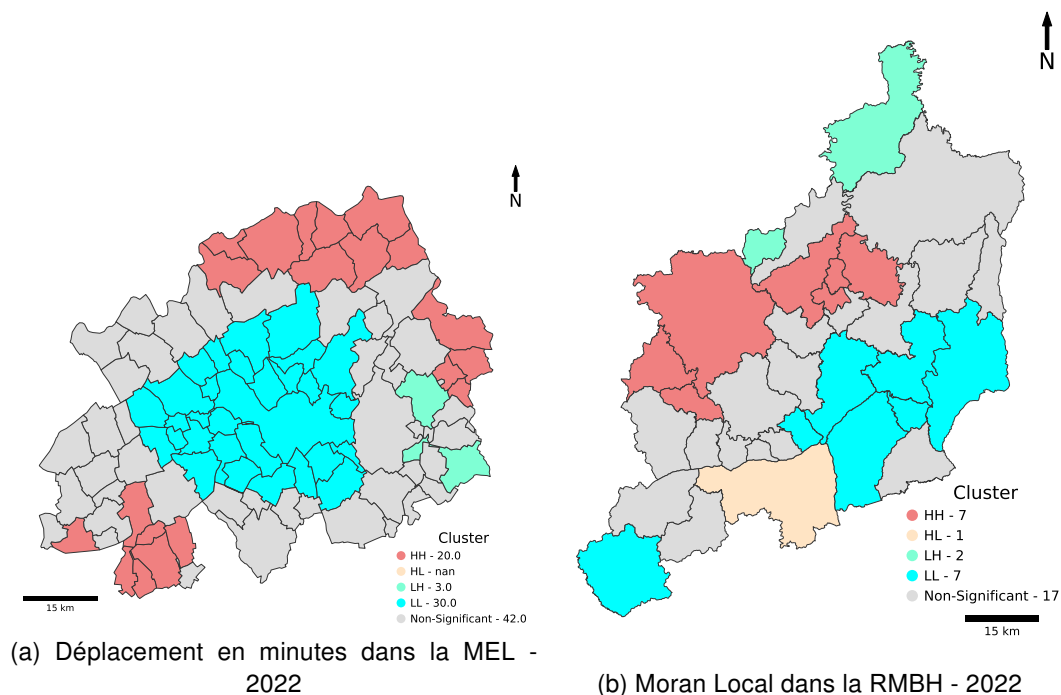 N
Cluster
HH - 20.0
HL - nan
LH - 3.0
LL - 30.0
Non-Significant - 42.0
15 km
(a) Déplacement en minutes dans la MEL -
2022
N
Cluster
HH - 7
HL - 1
LH - 2
LL - 7
Non-Significant - 17
15 km
(b) Moran Local dans la RMBH - 2022